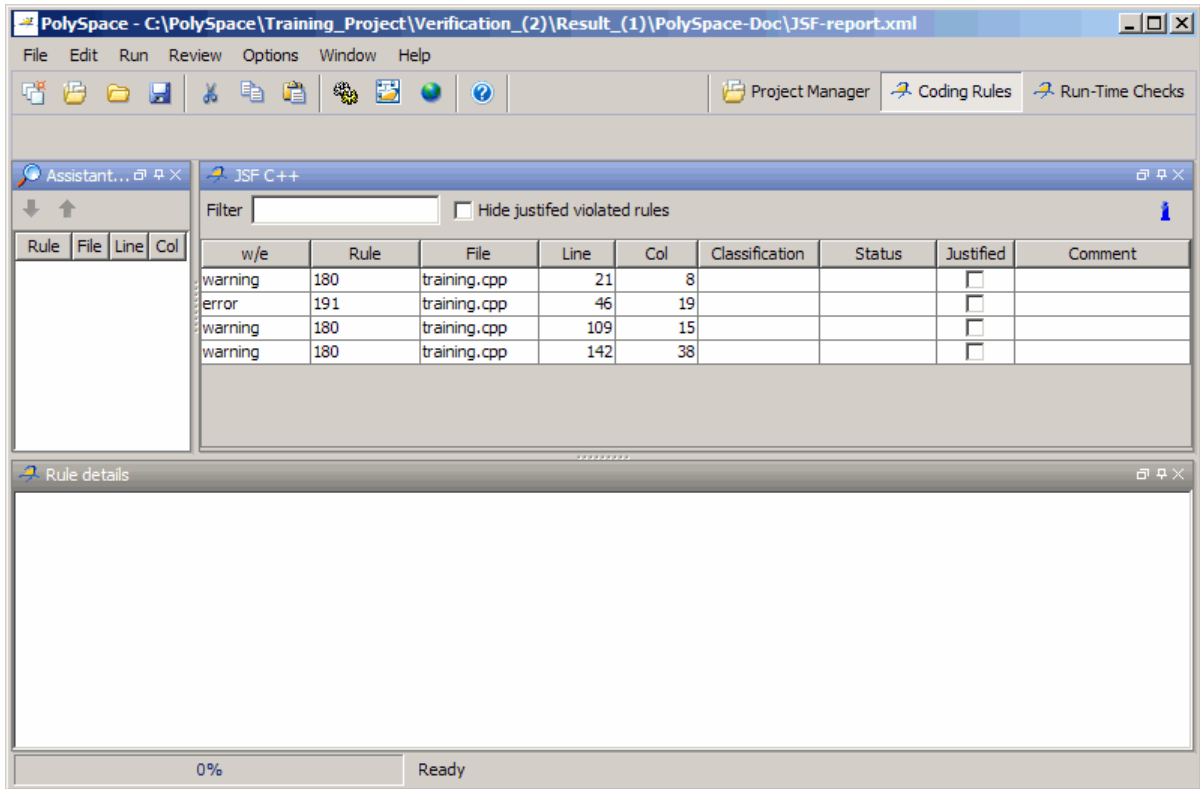 PolySpace - C:\PolySpace\Training_Project\Verification_(2)\Result_(1)\PolySpace-Doc\JSF-report.xml
File Edit Run Review Options Window Help
Project Manager Coding Rules Run-Time Checks
Assistant... JSF C++
Filter Hide justifed violated rules
Rule File Line Col
w/e Rule File Line Col Classification Status Justified Comment
warning 180 training.cpp 21 8
error 191 training.cpp 46 19
warning 180 training.cpp 109 15
warning 180 training.cpp 142 38
Rule details
0% Ready